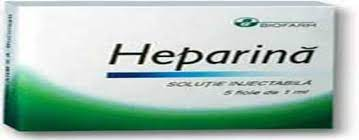 BIOFARM
Heparină
SOLUȚIE INJECTABILĂ
5 fiole de 1 ml